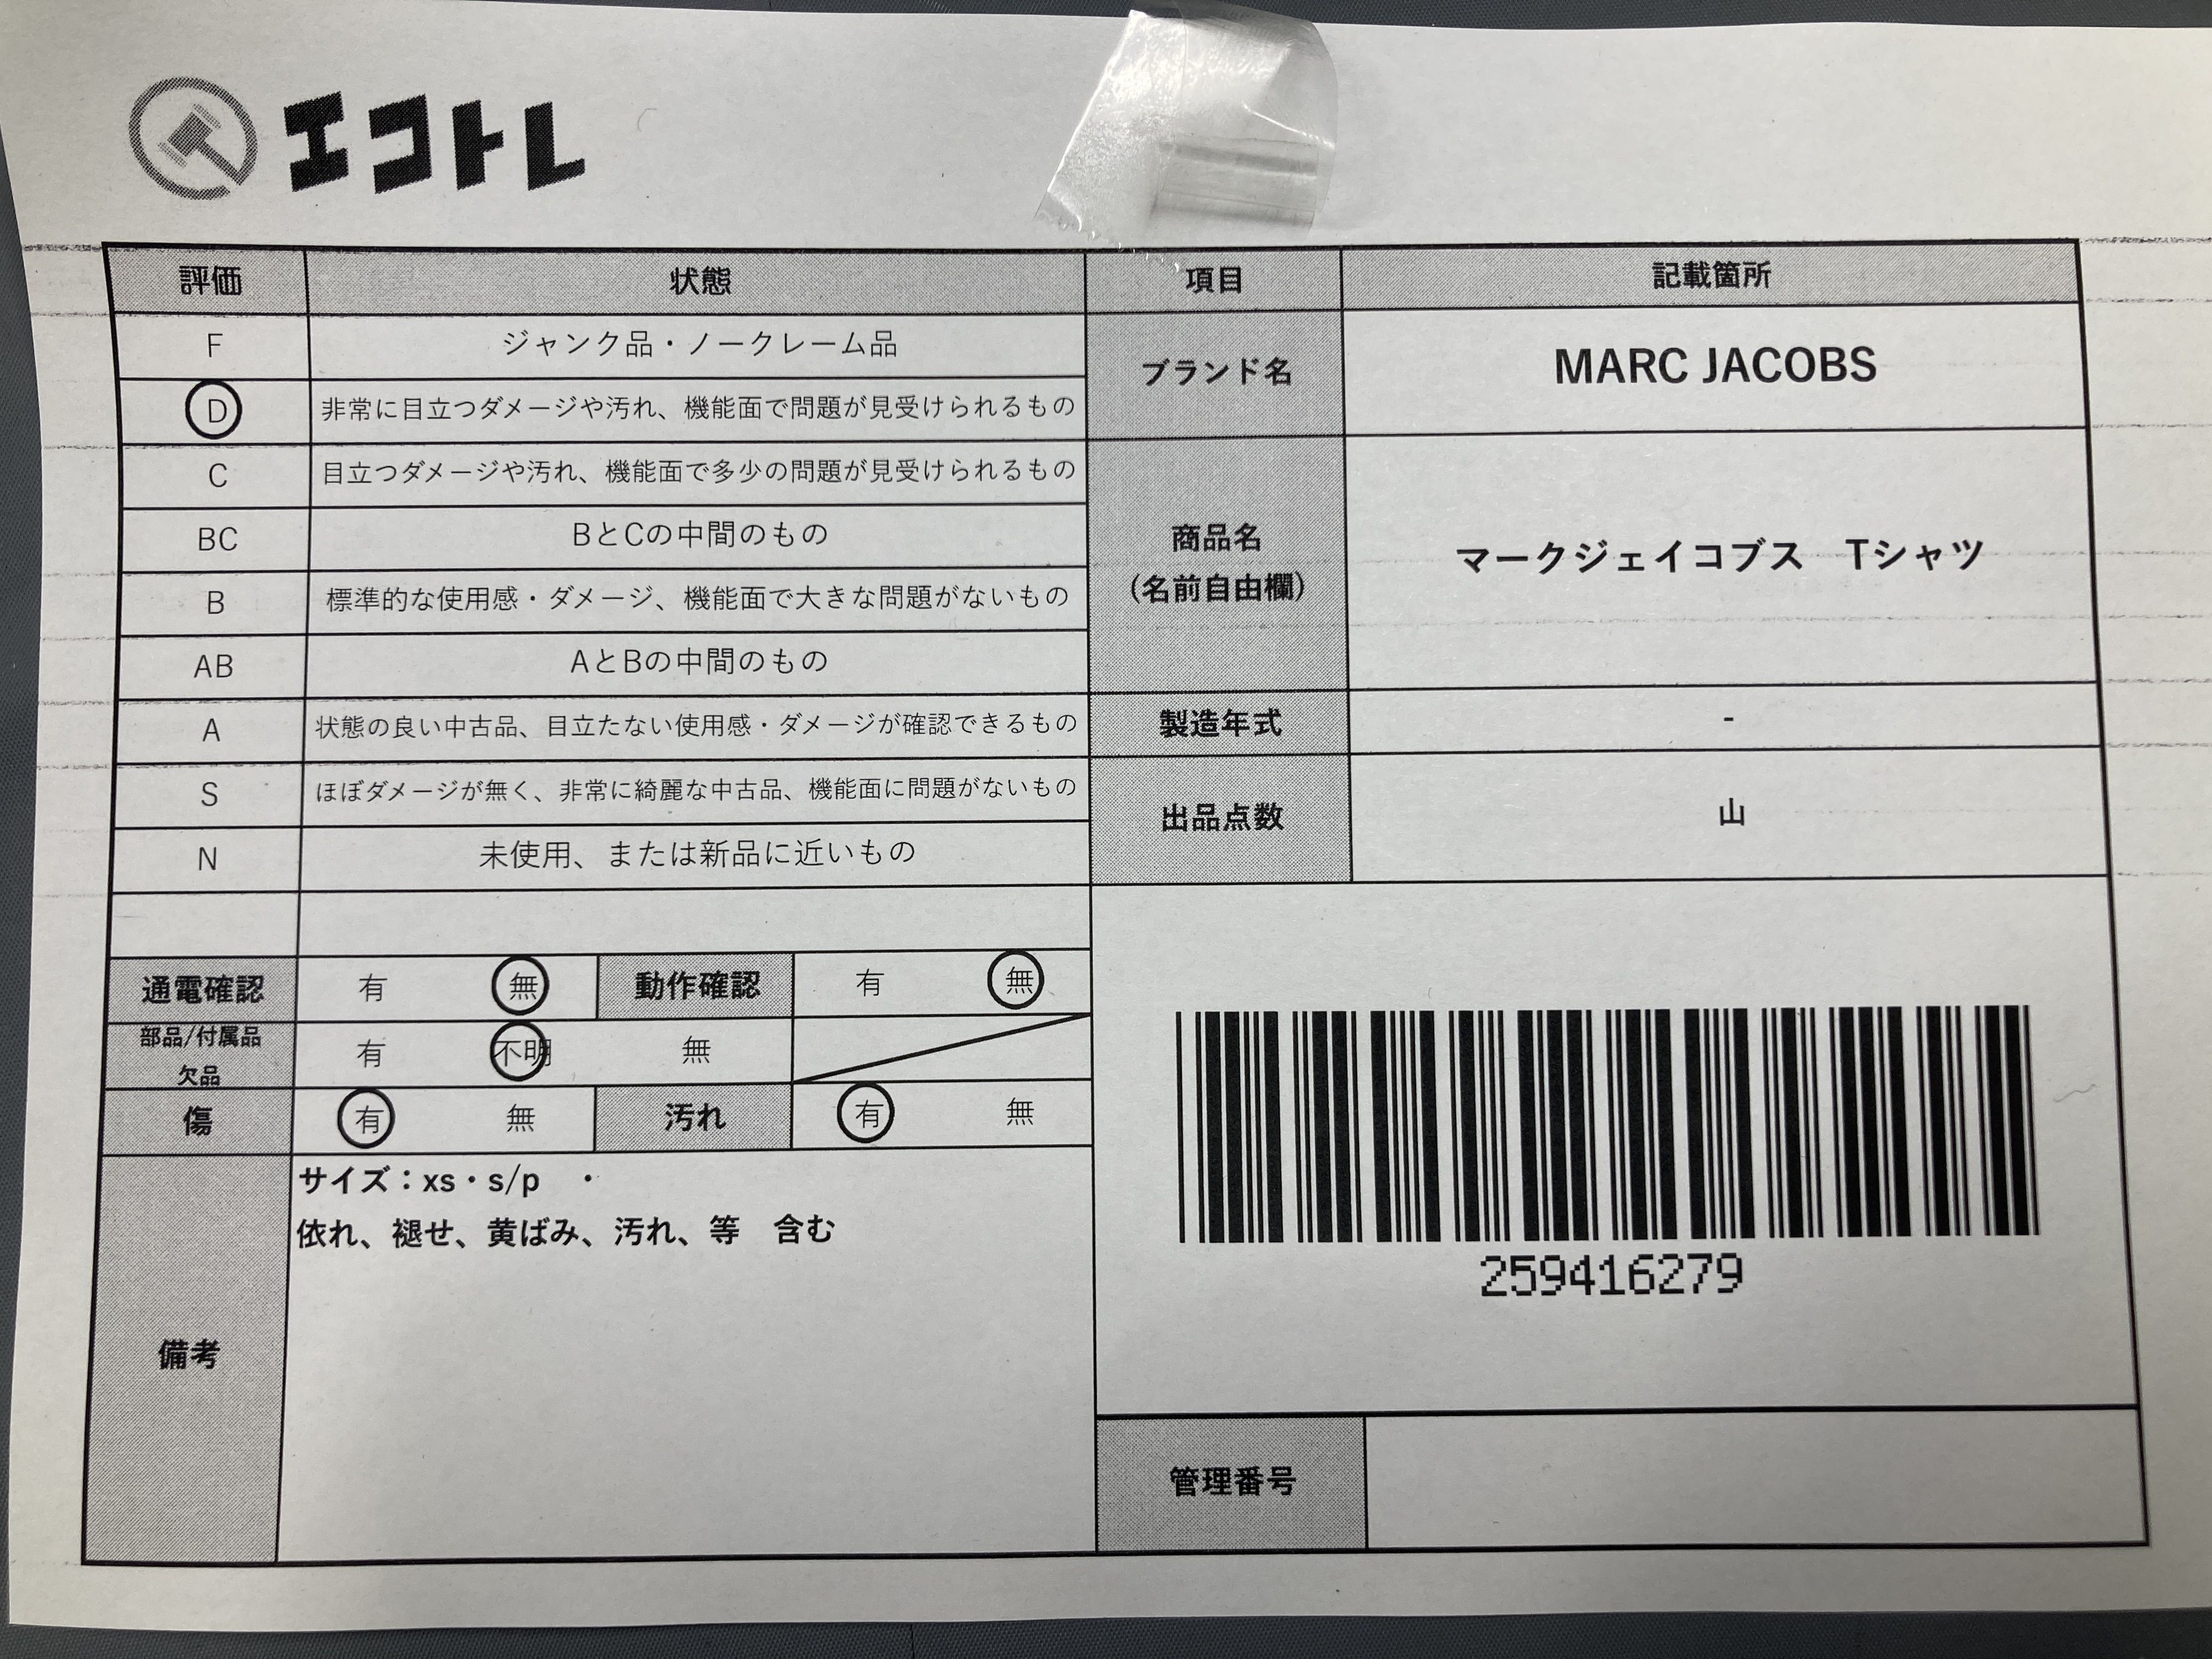 エコトレ
評価 状態 項目 記載箇所
F ジャンク品・ノークレーム品
D 非常に目立つダメージや汚れ、機能面で問題が見受けられるもの
C 目立つダメージや汚れ、機能面で多少の問題が見受けられるもの
BC BとCの中間のもの
B 標準的な使用感・ダメージ、機能面で大きな問題がないもの
AB AとBの中間のもの
A 状態の良い中古品、目立たない使用感・ダメージが確認できるもの
S ほぼダメージが無く、非常に綺麗な中古品、機能面に問題がないもの
N 未使用、または新品に近いもの
ブランド名 MARC JACOBS
商品名
(名前自由欄)
マークジェイコブス Tシャツ
製造年式 -
出品点数 山
通電確認 有 無 動作確認 有 無
部品/付属品
欠品
有 不明 無
傷 有 無 汚れ 有 無
備考
サイズ：xs・s/p ・
依れ、褪せ、黄ばみ、汚れ、等 含む
259416279
管理番号